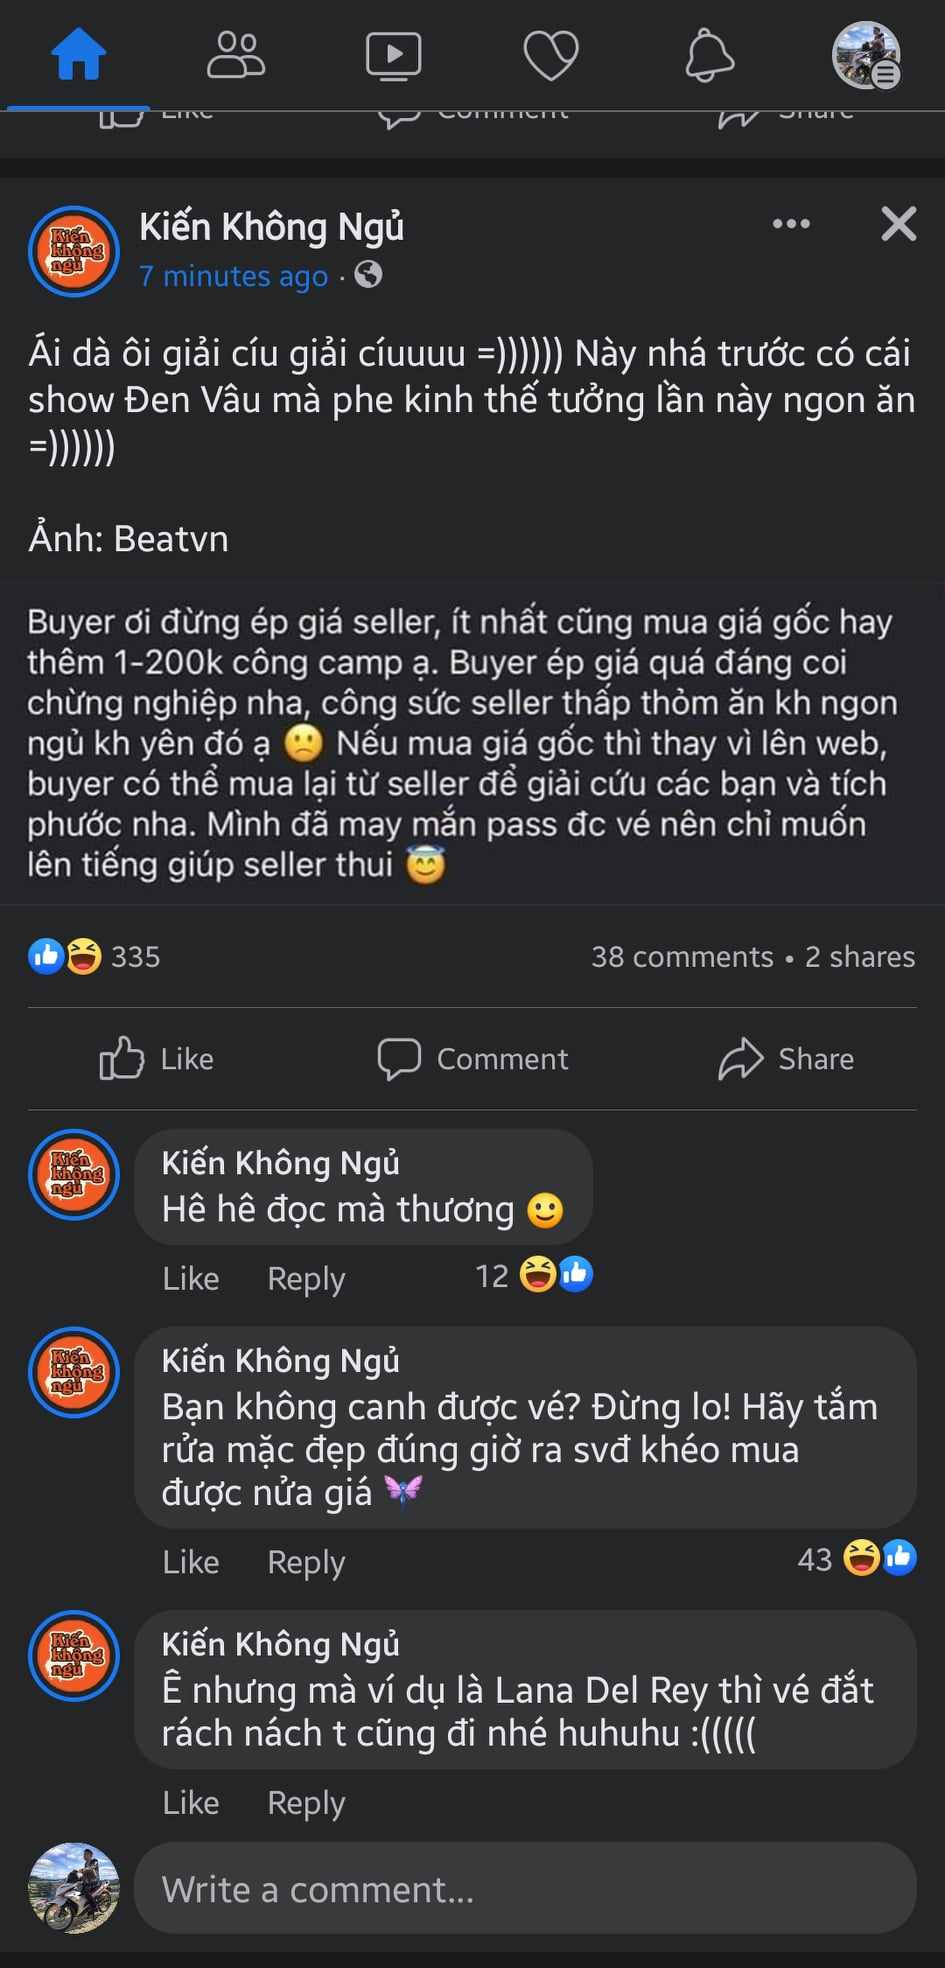 Like Comment Share
Kiến Không Ngủ
7 minutes ago ·
Ái dà ôi giải cíu giải cíuuuu =)))))) Này nhá trước có cái
show Đen Vâu mà phe kinh thế tưởng lần này ngon ăn
=))))))
Ảnh: Beatvn
Buyer ơi đừng ép giá seller, ít nhất cũng mua giá gốc hay
thêm 1-200k công camp ạ. Buyer ép giá quá đáng coi
chừng nghiệp nha, công sức seller thấp thỏm ăn kh ngon
ngủ kh yên đó ạ 🙁 Nếu mua giá gốc thì thay vì lên web,
buyer có thể mua lại từ seller để giải cứu các bạn và tích
phước nha. Mình đã may mắn pass đc vé nên chỉ muốn
lên tiếng giúp seller thui 😇
335 38 comments • 2 shares
Like Comment Share
Kiến không ngủ
Kiến Không Ngủ
Hê hê đọc mà thương 🙂
Like Reply 12
Kiến không ngủ
Kiến Không Ngủ
Bạn không canh được vé? Đừng lo! Hãy tắm
rửa mặc đẹp đúng giờ ra svđ khéo mua
được nửa giá 🦋
Like Reply 43
Kiến không ngủ
Kiến Không Ngủ
Ê nhưng mà ví dụ là Lana Del Rey thì vé đắt
rách nách t cũng đi nhé huhuhu :(((((
Like Reply
Write a comment...